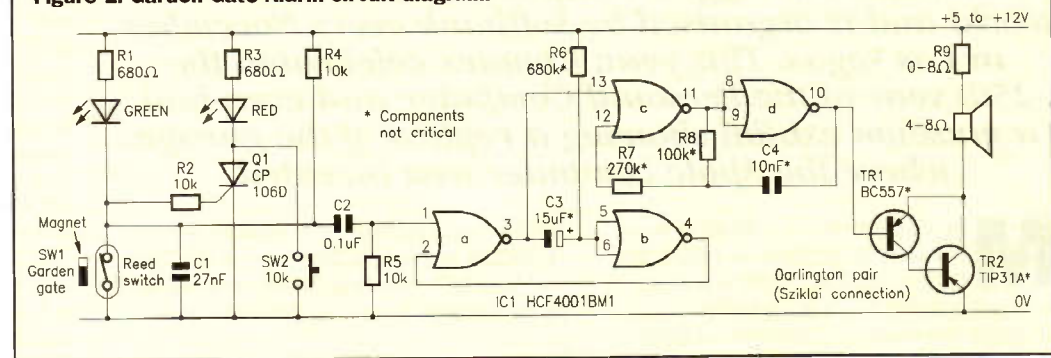 Figure 2. Garden Gate Alarm circuit diagram.
+5 to +12V
R1
680Ω
R3
680Ω
R4
10k
R6
680k*
R9
0-8Ω
GREEN
RED
* Components
not critical
13
12
c
11
8
9
d
10
4-8Ω
R2
10k
Q1
CP
106D
R7
270k*
R8
100k*
C4
10nF*
TR1
BC557*
Magnet
SW1
Garden
gate
Reed
switch
C1
27nF
SW2
10k
C2
0.1uF
R5
10k
1
2
a
3
C3
15uF*
+
5
6
b
4
TR2
TIP31A*
Darlington pair
(Sziklai connection)
IC1 HCF4001BM1
0V